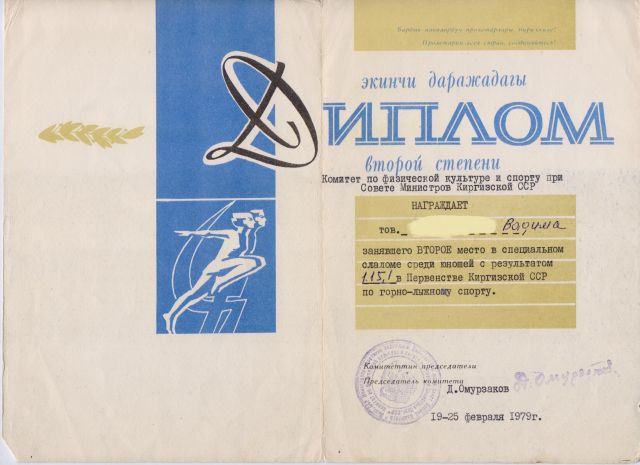 Бардык өлкөлөрдүн пролетарлары, бириккиле!
Пролетарии всех стран, соединяйтесь!
экинчи даражадагы
ДИПЛОМ
второй степени
Комитет по физической культуре и спорту при
Совете Министров Киргизской ССР
НАГРАЖДАЕТ
тов. Вадима
занявшего ВТОРОЕ место в специальном
слаломе среди юношей с результатом
115,1 в Первенстве Киргизской ССР
по горно-лыжному спорту.
Комитеттин председатели
Председатель комитета
Д.Омурзаков
19-25 февраля 1979г.